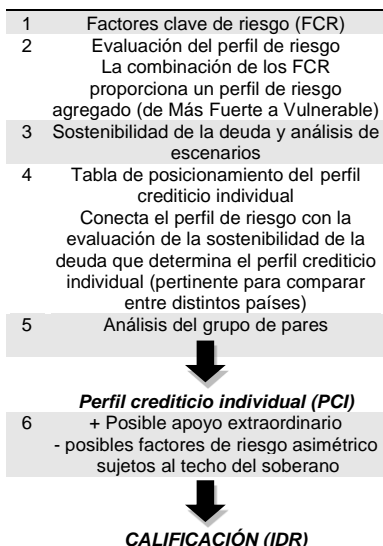 1 Factores clave de riesgo (FCR)
2 Evaluación del perfil de riesgo
La combinación de los FCR
proporciona un perfil de riesgo
agregado (de Más Fuerte a Vulnerable)
3 Sostenibilidad de la deuda y análisis de
escenarios
4 Tabla de posicionamiento del perfil
crediticio individual
Conecta el perfil de riesgo con la
evaluación de la sostenibilidad de la
deuda que determina el perfil crediticio
individual (pertinente para comparar
entre distintos países)
5 Análisis del grupo de pares
Perfil crediticio individual (PCI)
6 + Posible apoyo extraordinario
- posibles factores de riesgo asimétrico
sujetos al techo del soberano
CALIFICACIÓN (IDR)